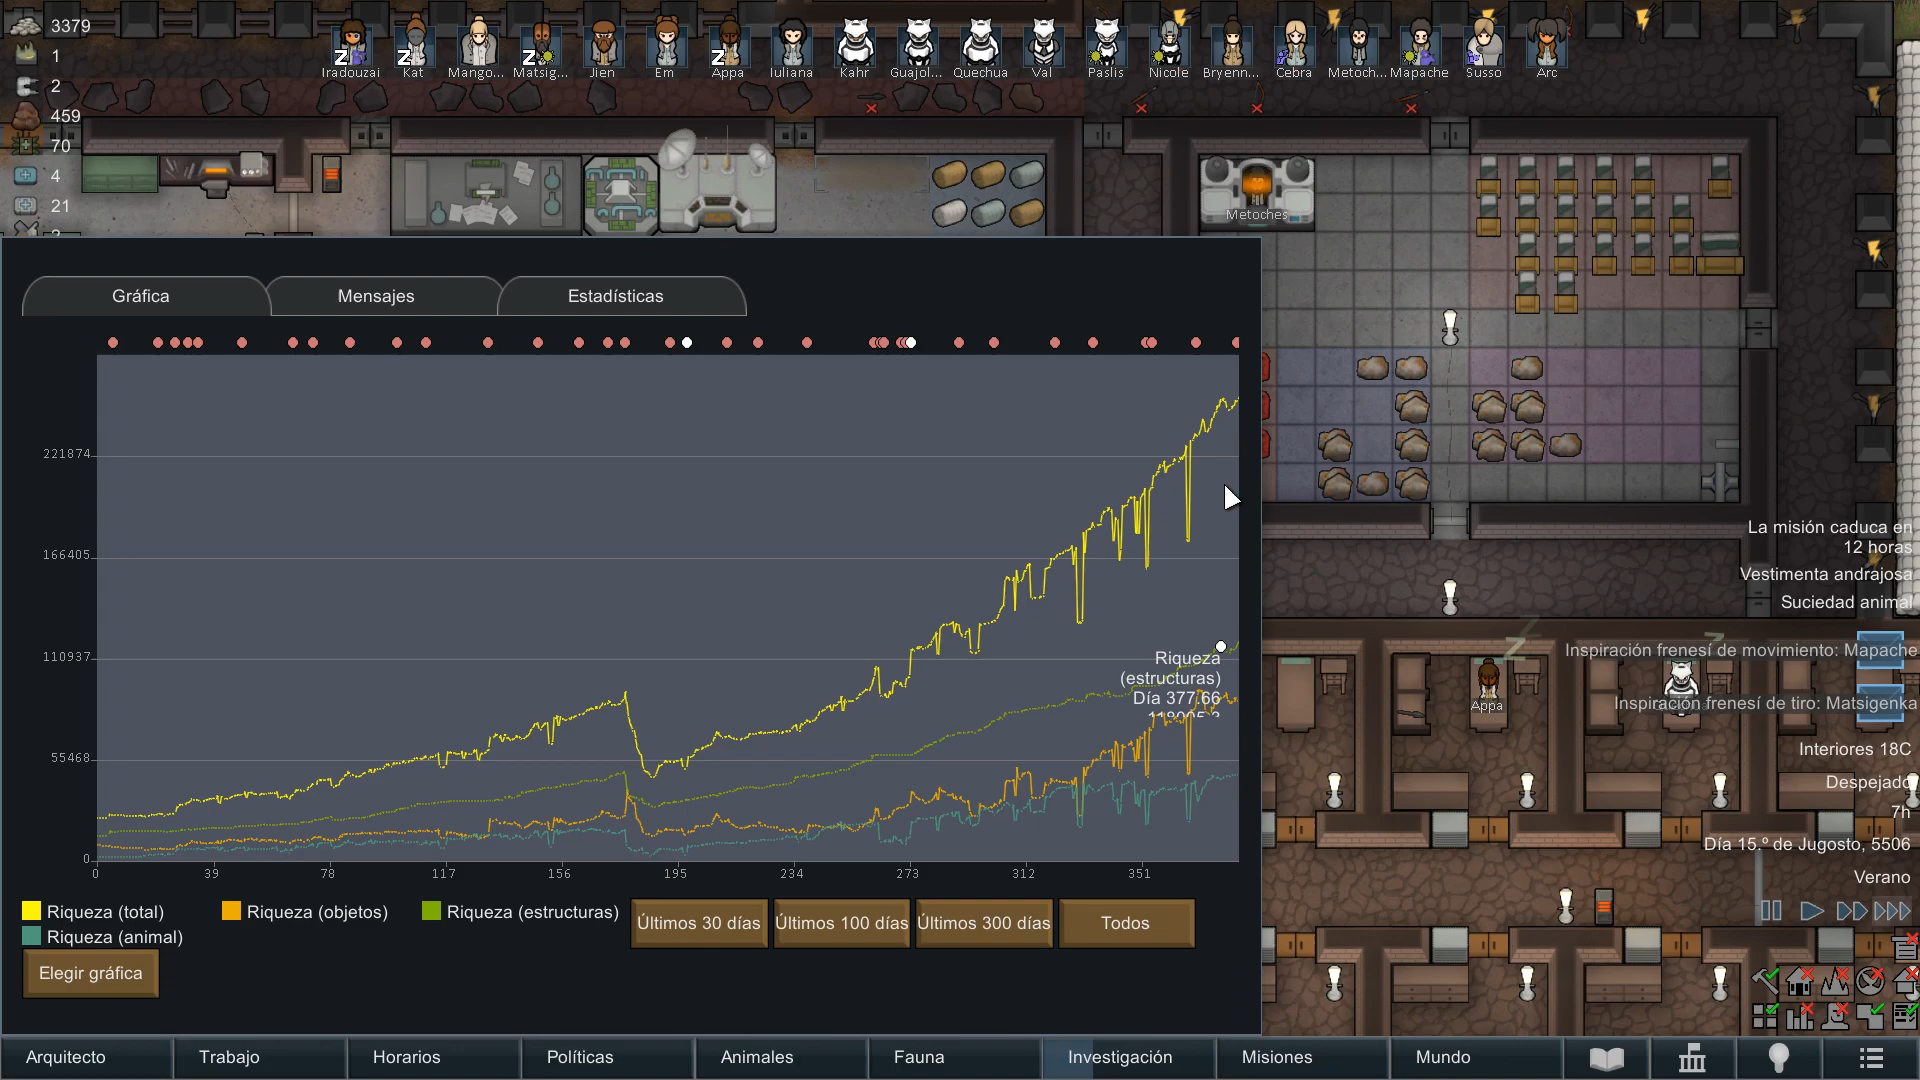 3379
1
2
459
70
4
21
Iradouzai
Kat
Mango...
Matsig...
Jien
Em
Appa
Iuliana
Kahr
Guajol...
Quechua
Val
Paslis
Nicole
Bryenn...
Cebra
Metoch...
Mapache
Susso
Arc
Metoches
Gráfica
Mensajes
Estadísticas
221874
166405
110937
55468
0
Riqueza
(estructuras)
Día 377.66
0
39
78
117
156
195
234
273
312
351
Riqueza (total)
Riqueza (objetos)
Riqueza (estructuras)
Riqueza (animal)
Últimos 30 días
Últimos 100 días
Últimos 300 días
Todos
Elegir gráfica
La misión caduca en
12 horas
Vestimenta andrajosa
Suciedad animal
Inspiración frenesí de movimiento: Mapache
Appa
Inspiración frenesí de tiro: Matsigenka
Interiores 18C
Despejado
7h
Día 15.º de Jugosto, 5506
Verano
Arquitecto
Trabajo
Horarios
Políticas
Animales
Fauna
Investigación
Misiones
Mundo